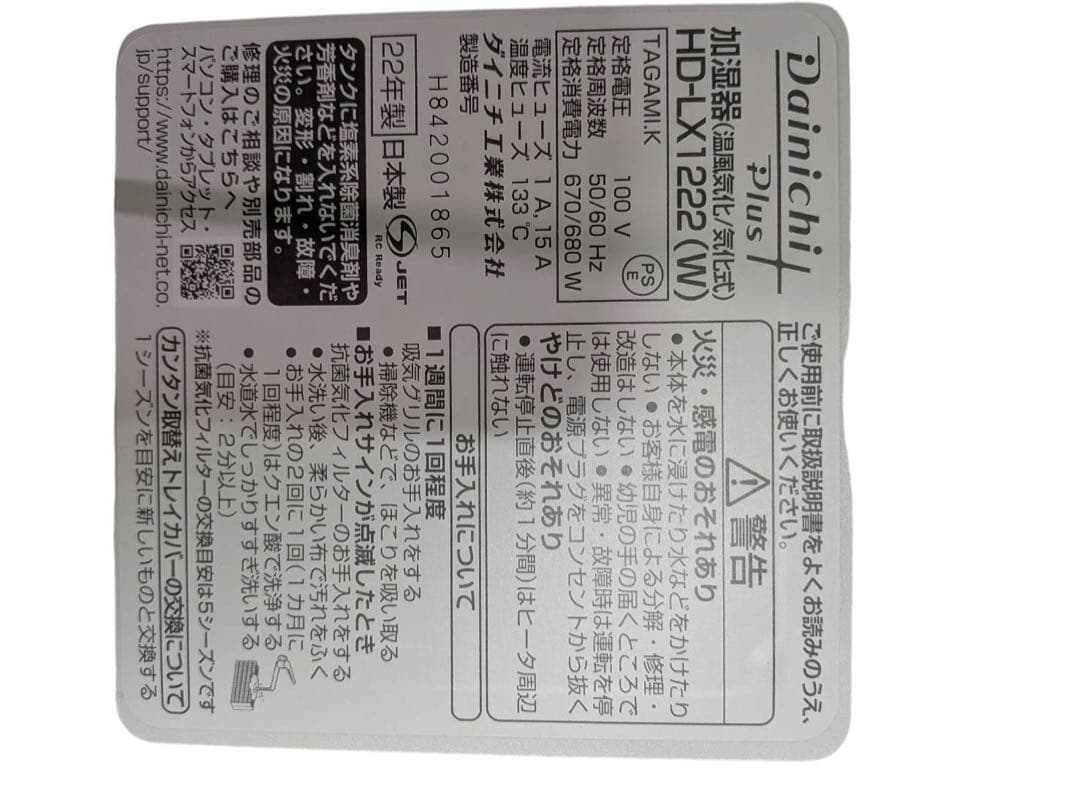 Dainichi
Plus
加湿器(温風気化/気化式)
HD-LX1222(W)
TAGAMI.K
PS
E
定格電圧 100 V
定格周波数 50/60 Hz
定格消費電力 670/680 W
電流ヒューズ 1 A, 15 A
温度ヒューズ 133 ℃
ダイニチ工業株式会社
製造番号
H842001865
22年製 日本製 S JET
RC Ready
タンクに塩素系除菌消臭剤や
芳香剤などを入れないでくだ
さい。変形・割れ・故障・
火災の原因になります。
修理のご相談や別売部品の
ご購入はこちらへ
パソコン・タブレット・
スマートフォンからアクセス
https://www.dainichi-net.co.
jp/support/
ご使用前に取扱説明書をよくお読みのうえ、
正しくお使いください。
警告
火災・感電のおそれあり
●本体を水に浸けたり水などをかけたり
しない ●お客様自身による分解・修理・
改造はしない ●幼児の手の届くところで
は使用しない ●異常・故障時は運転を停
止し、電源プラグをコンセントから抜く
やけどのおそれあり
●運転停止直後(約1分間)はヒータ周辺
に触れない
お手入れについて
■1週間に1回程度
吸気グリルのお手入れをする
●掃除機などで、ほこりを吸い取る
■お手入れサインが点滅したとき
抗菌気化フィルターのお手入れをする
●水洗い後、柔らかい布で汚れをふく
●お手入れの2回に1回(1カ月に
1回程度)はクエン酸で洗浄する
●水道水でしっかりすすぎ洗いする
(目安:2分以上)
※抗菌気化フィルターの交換目安は5シーズンです
カンタン取替えトレイカバーの交換について
1シーズンを目安に新しいものと交換する